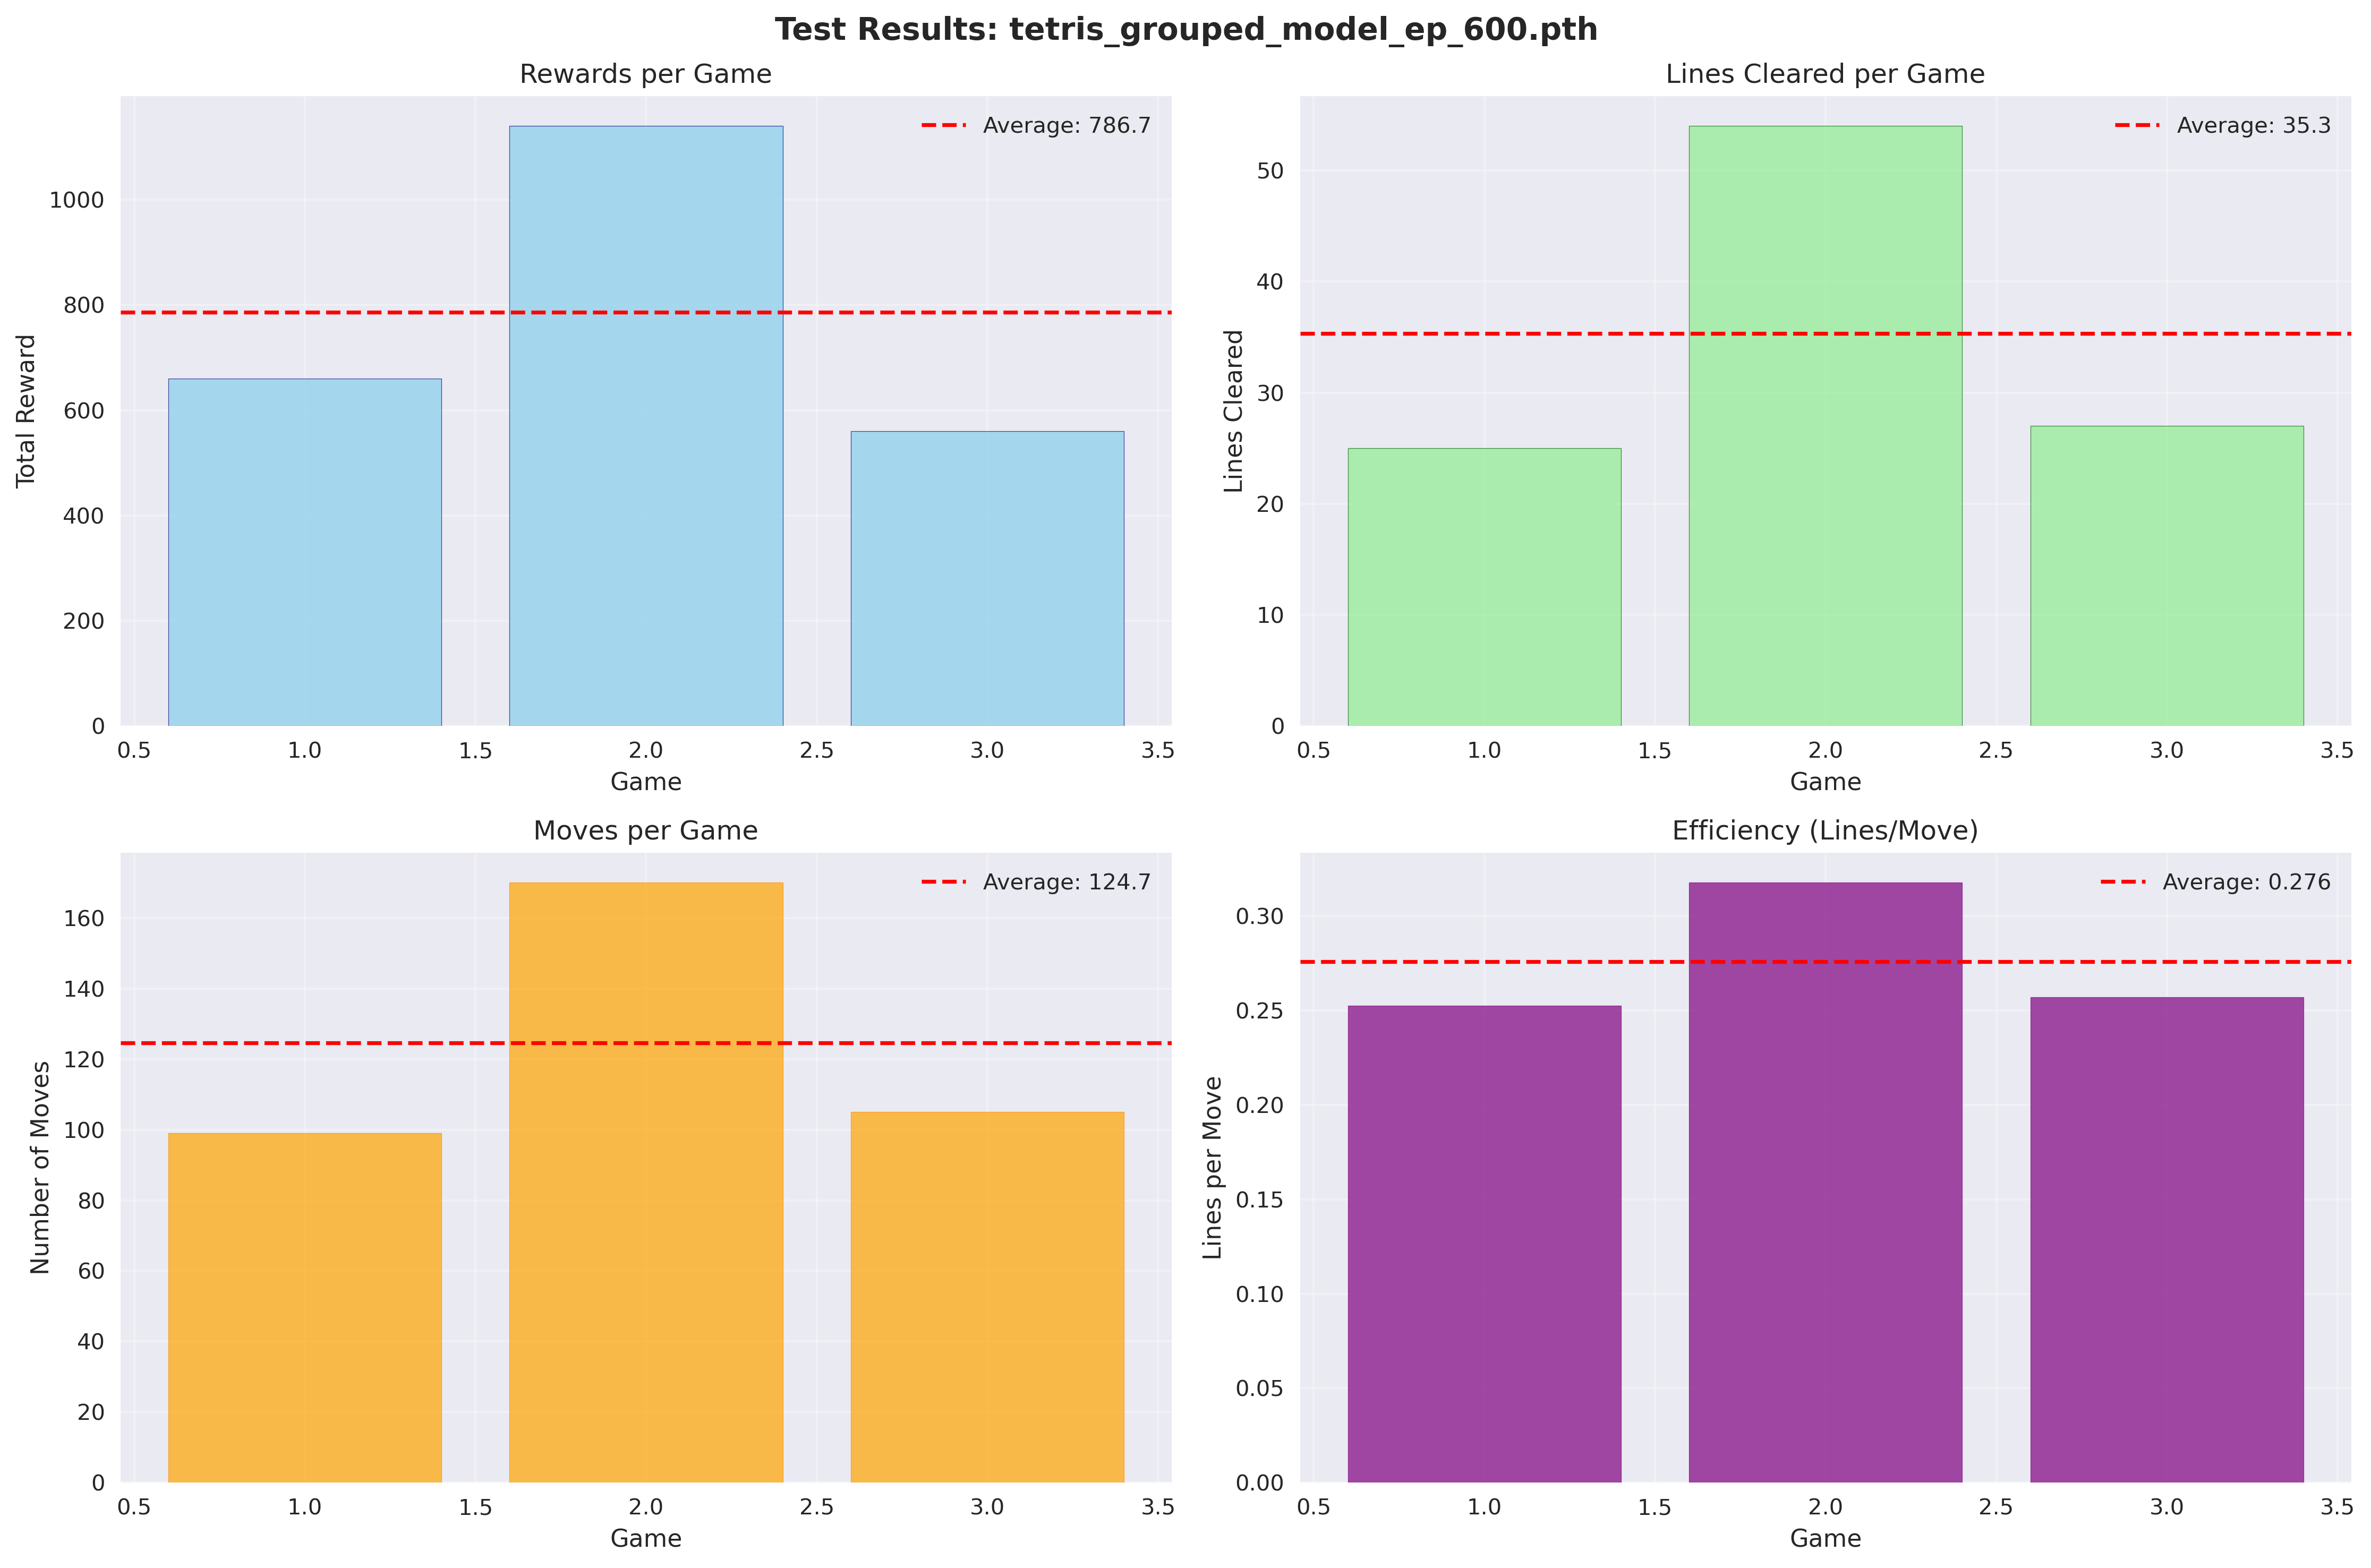 Test Results: tetris_grouped_model_ep_600.pth
Rewards per Game
Average: 786.7
Total Reward
1000
800
600
400
200
0
0.5 1.0 1.5 2.0 2.5 3.0 3.5
Game
Lines Cleared per Game
Average: 35.3
Lines Cleared
50
40
30
20
10
0
0.5 1.0 1.5 2.0 2.5 3.0 3.5
Game
Moves per Game
Average: 124.7
Number of Moves
160
140
120
100
80
60
40
20
0
0.5 1.0 1.5 2.0 2.5 3.0 3.5
Game
Efficiency (Lines/Move)
Average: 0.276
Lines per Move
0.30
0.25
0.20
0.15
0.10
0.05
0.00
0.5 1.0 1.5 2.0 2.5 3.0 3.5
Game